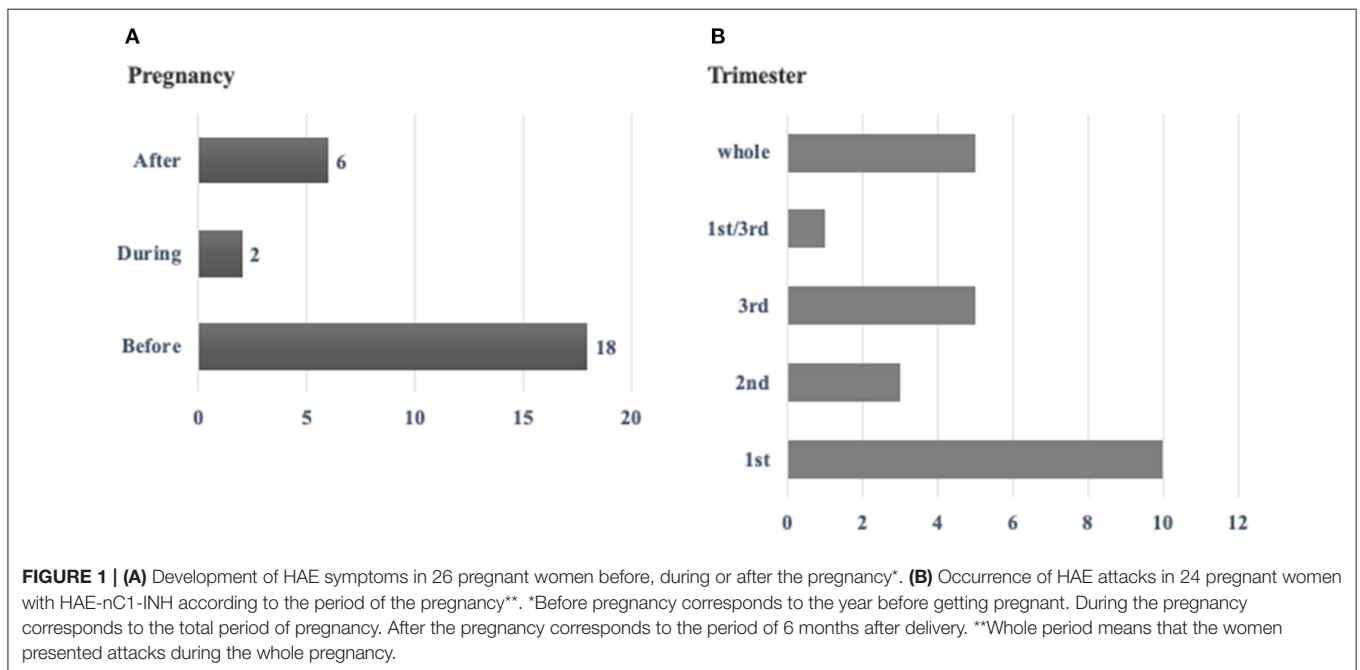 A
Pregnancy
After
6
During
2
Before
18
0 5 10 15 20
B
Trimester
whole
1st/3rd
3rd
2nd
1st
0 2 4 6 8 10 12
FIGURE 1 | (A) Development of HAE symptoms in 26 pregnant women before, during or after the pregnancy*. (B) Occurrence of HAE attacks in 24 pregnant women
with HAE-nC1-INH according to the period of the pregnancy**. *Before pregnancy corresponds to the year before getting pregnant. During the pregnancy
corresponds to the total period of pregnancy. After the pregnancy corresponds to the period of 6 months after delivery. **Whole period means that the women
presented attacks during the whole pregnancy.